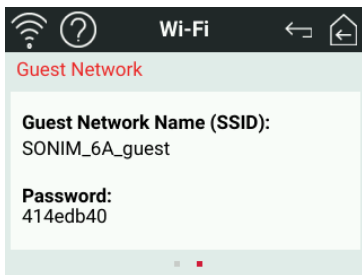 Wi-Fi
Guest Network
Guest Network Name (SSID):
SONIM_6A_guest
Password:
414edb40